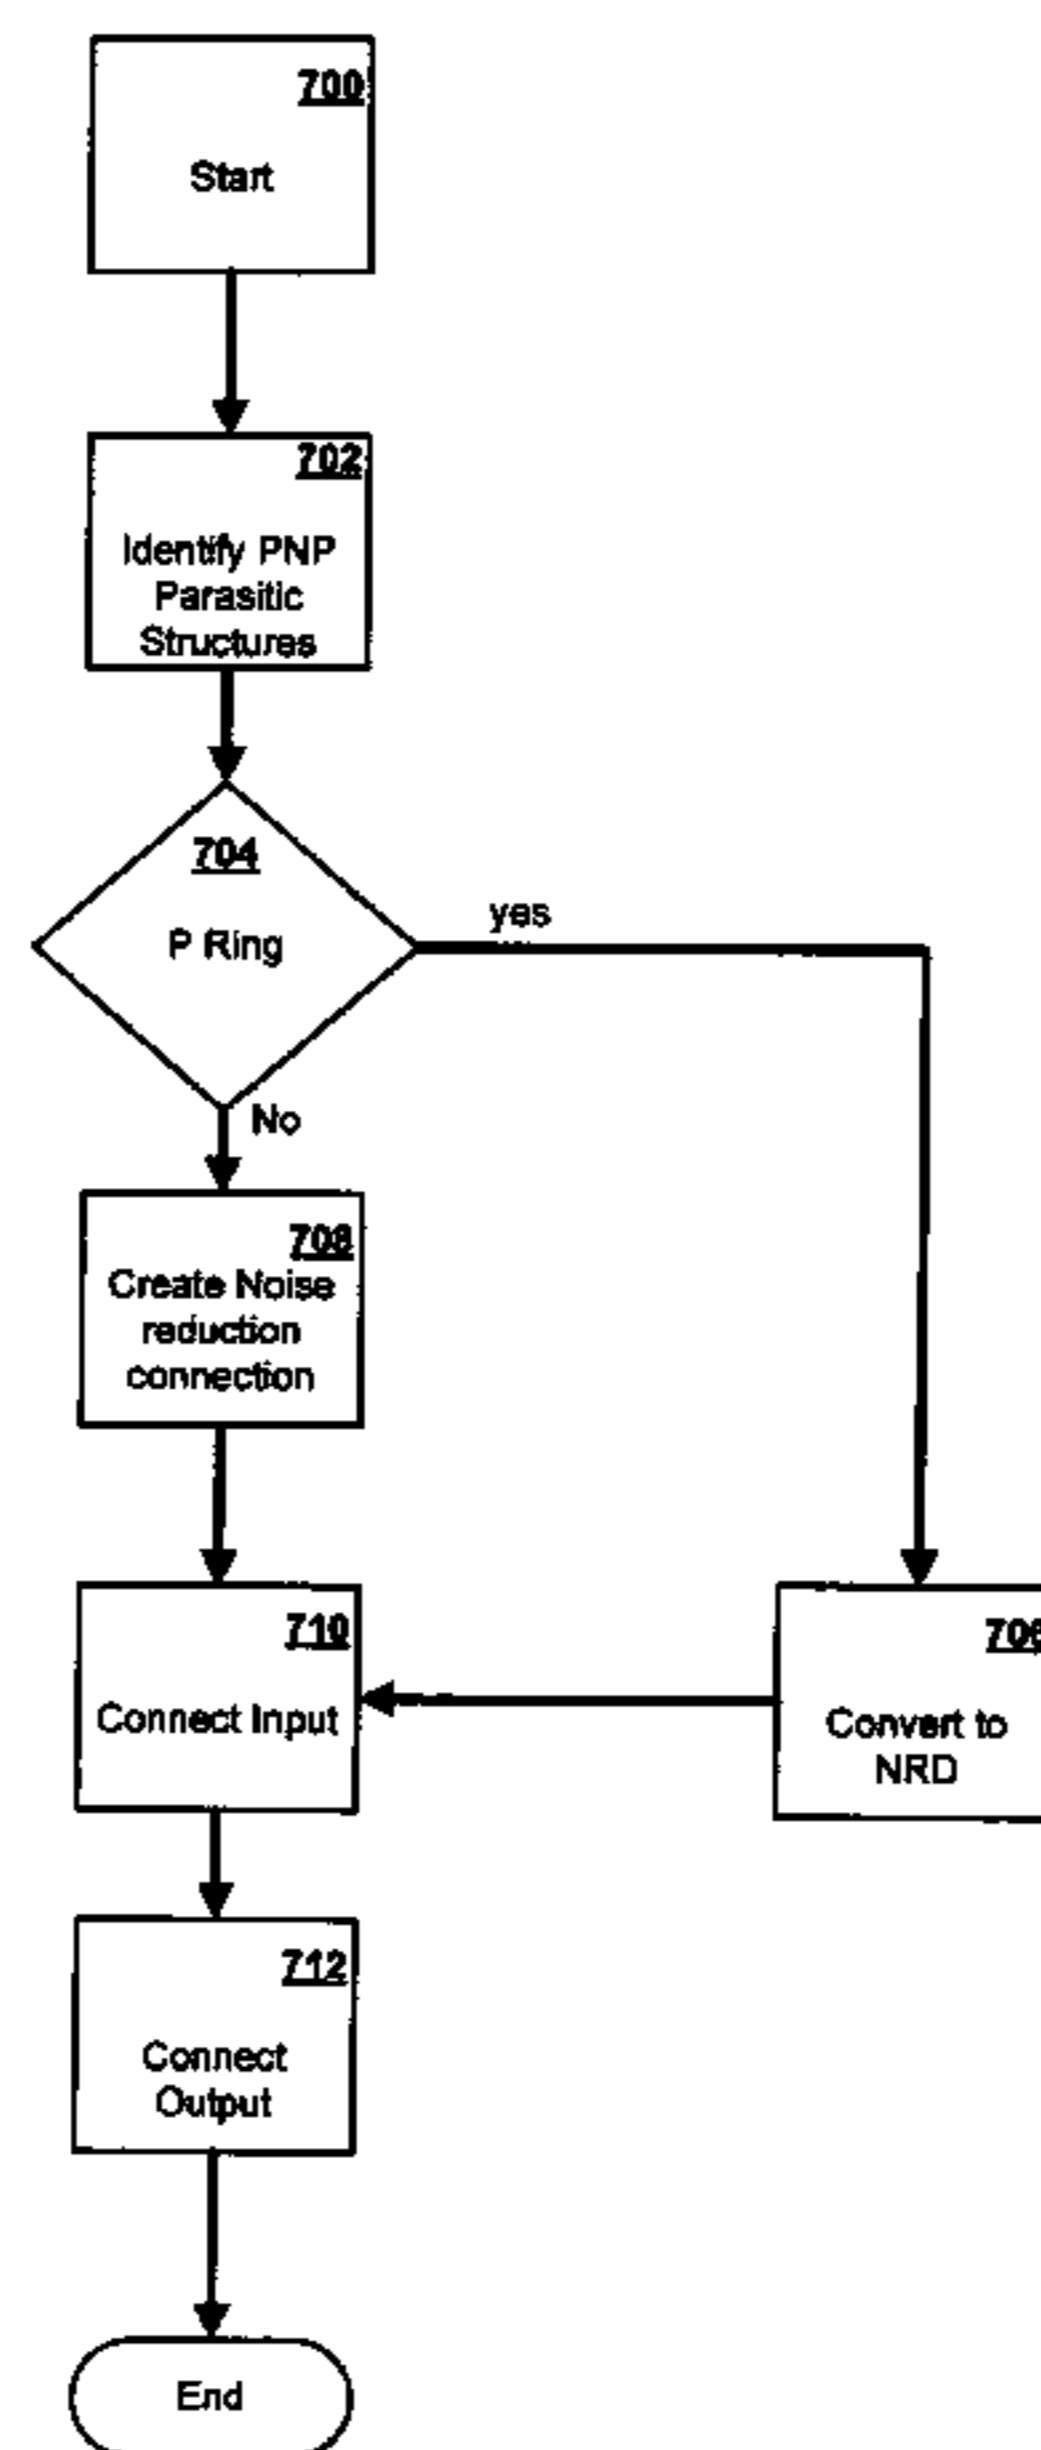 700
Start
702
Identify PNP
Parasitic
Structures
704
P Ring
yes
No
708
Create Noise
reduction
connection
710
Connect Input
706
Convert to
NRD
712
Connect
Output
End